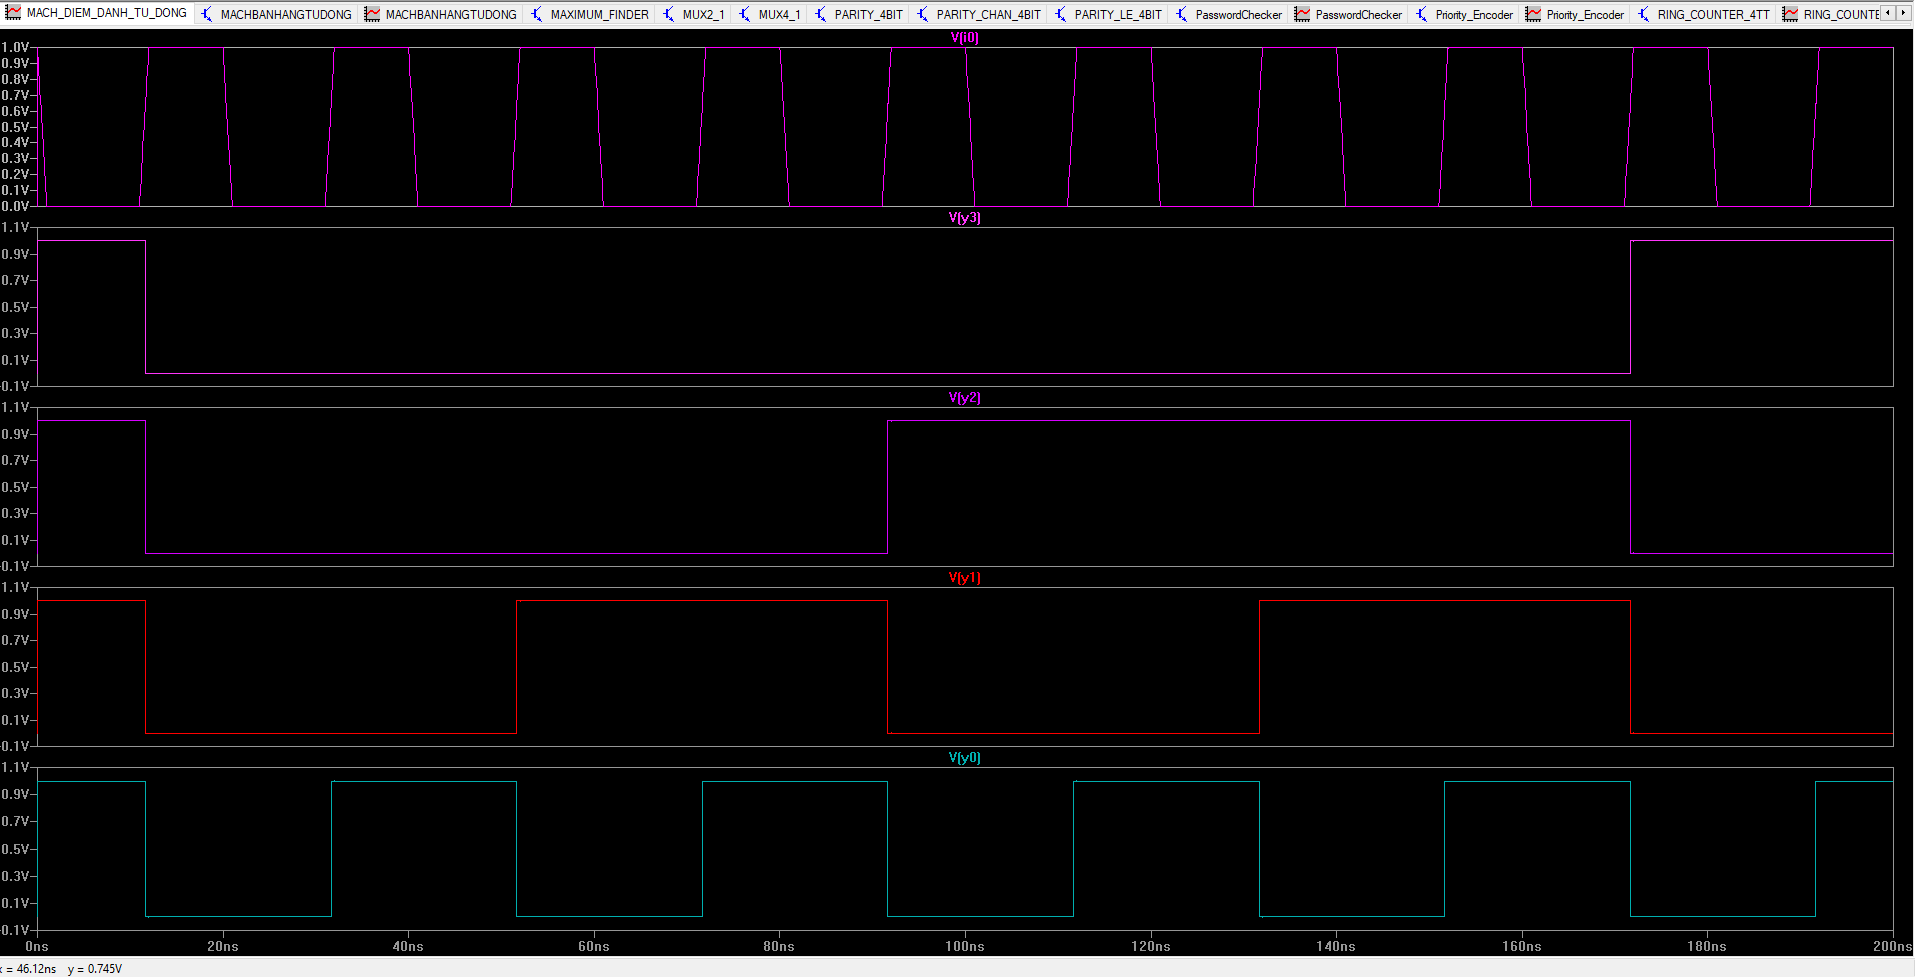 MACH_DIEM_DANH_TU_DONG MACHBANHANGTUDONG MACHBANHANGTUDONG MAXIMUM_FINDER MUX2_1 MUX4_1 PARITY_4BIT PARITY_CHAN_4BIT PARITY_LE_4BIT PasswordChecker PasswordChecker Priority_Encoder Priority_Encoder RING_COUNTER_4TT RING_COUNTE
V(i0)
1.0V
0.9V
0.8V
0.7V
0.6V
0.5V
0.4V
0.3V
0.2V
0.1V
0.0V
V(y3)
1.1V
0.9V
0.7V
0.5V
0.3V
0.1V
-0.1V
V(y2)
1.1V
0.9V
0.7V
0.5V
0.3V
0.1V
-0.1V
V(y1)
1.1V
0.9V
0.7V
0.5V
0.3V
0.1V
-0.1V
V(y0)
1.1V
0.9V
0.7V
0.5V
0.3V
0.1V
-0.1V
0ns 20ns 40ns 60ns 80ns 100ns 120ns 140ns 160ns 180ns 200ns
x = 46.12ns y = 0.745V